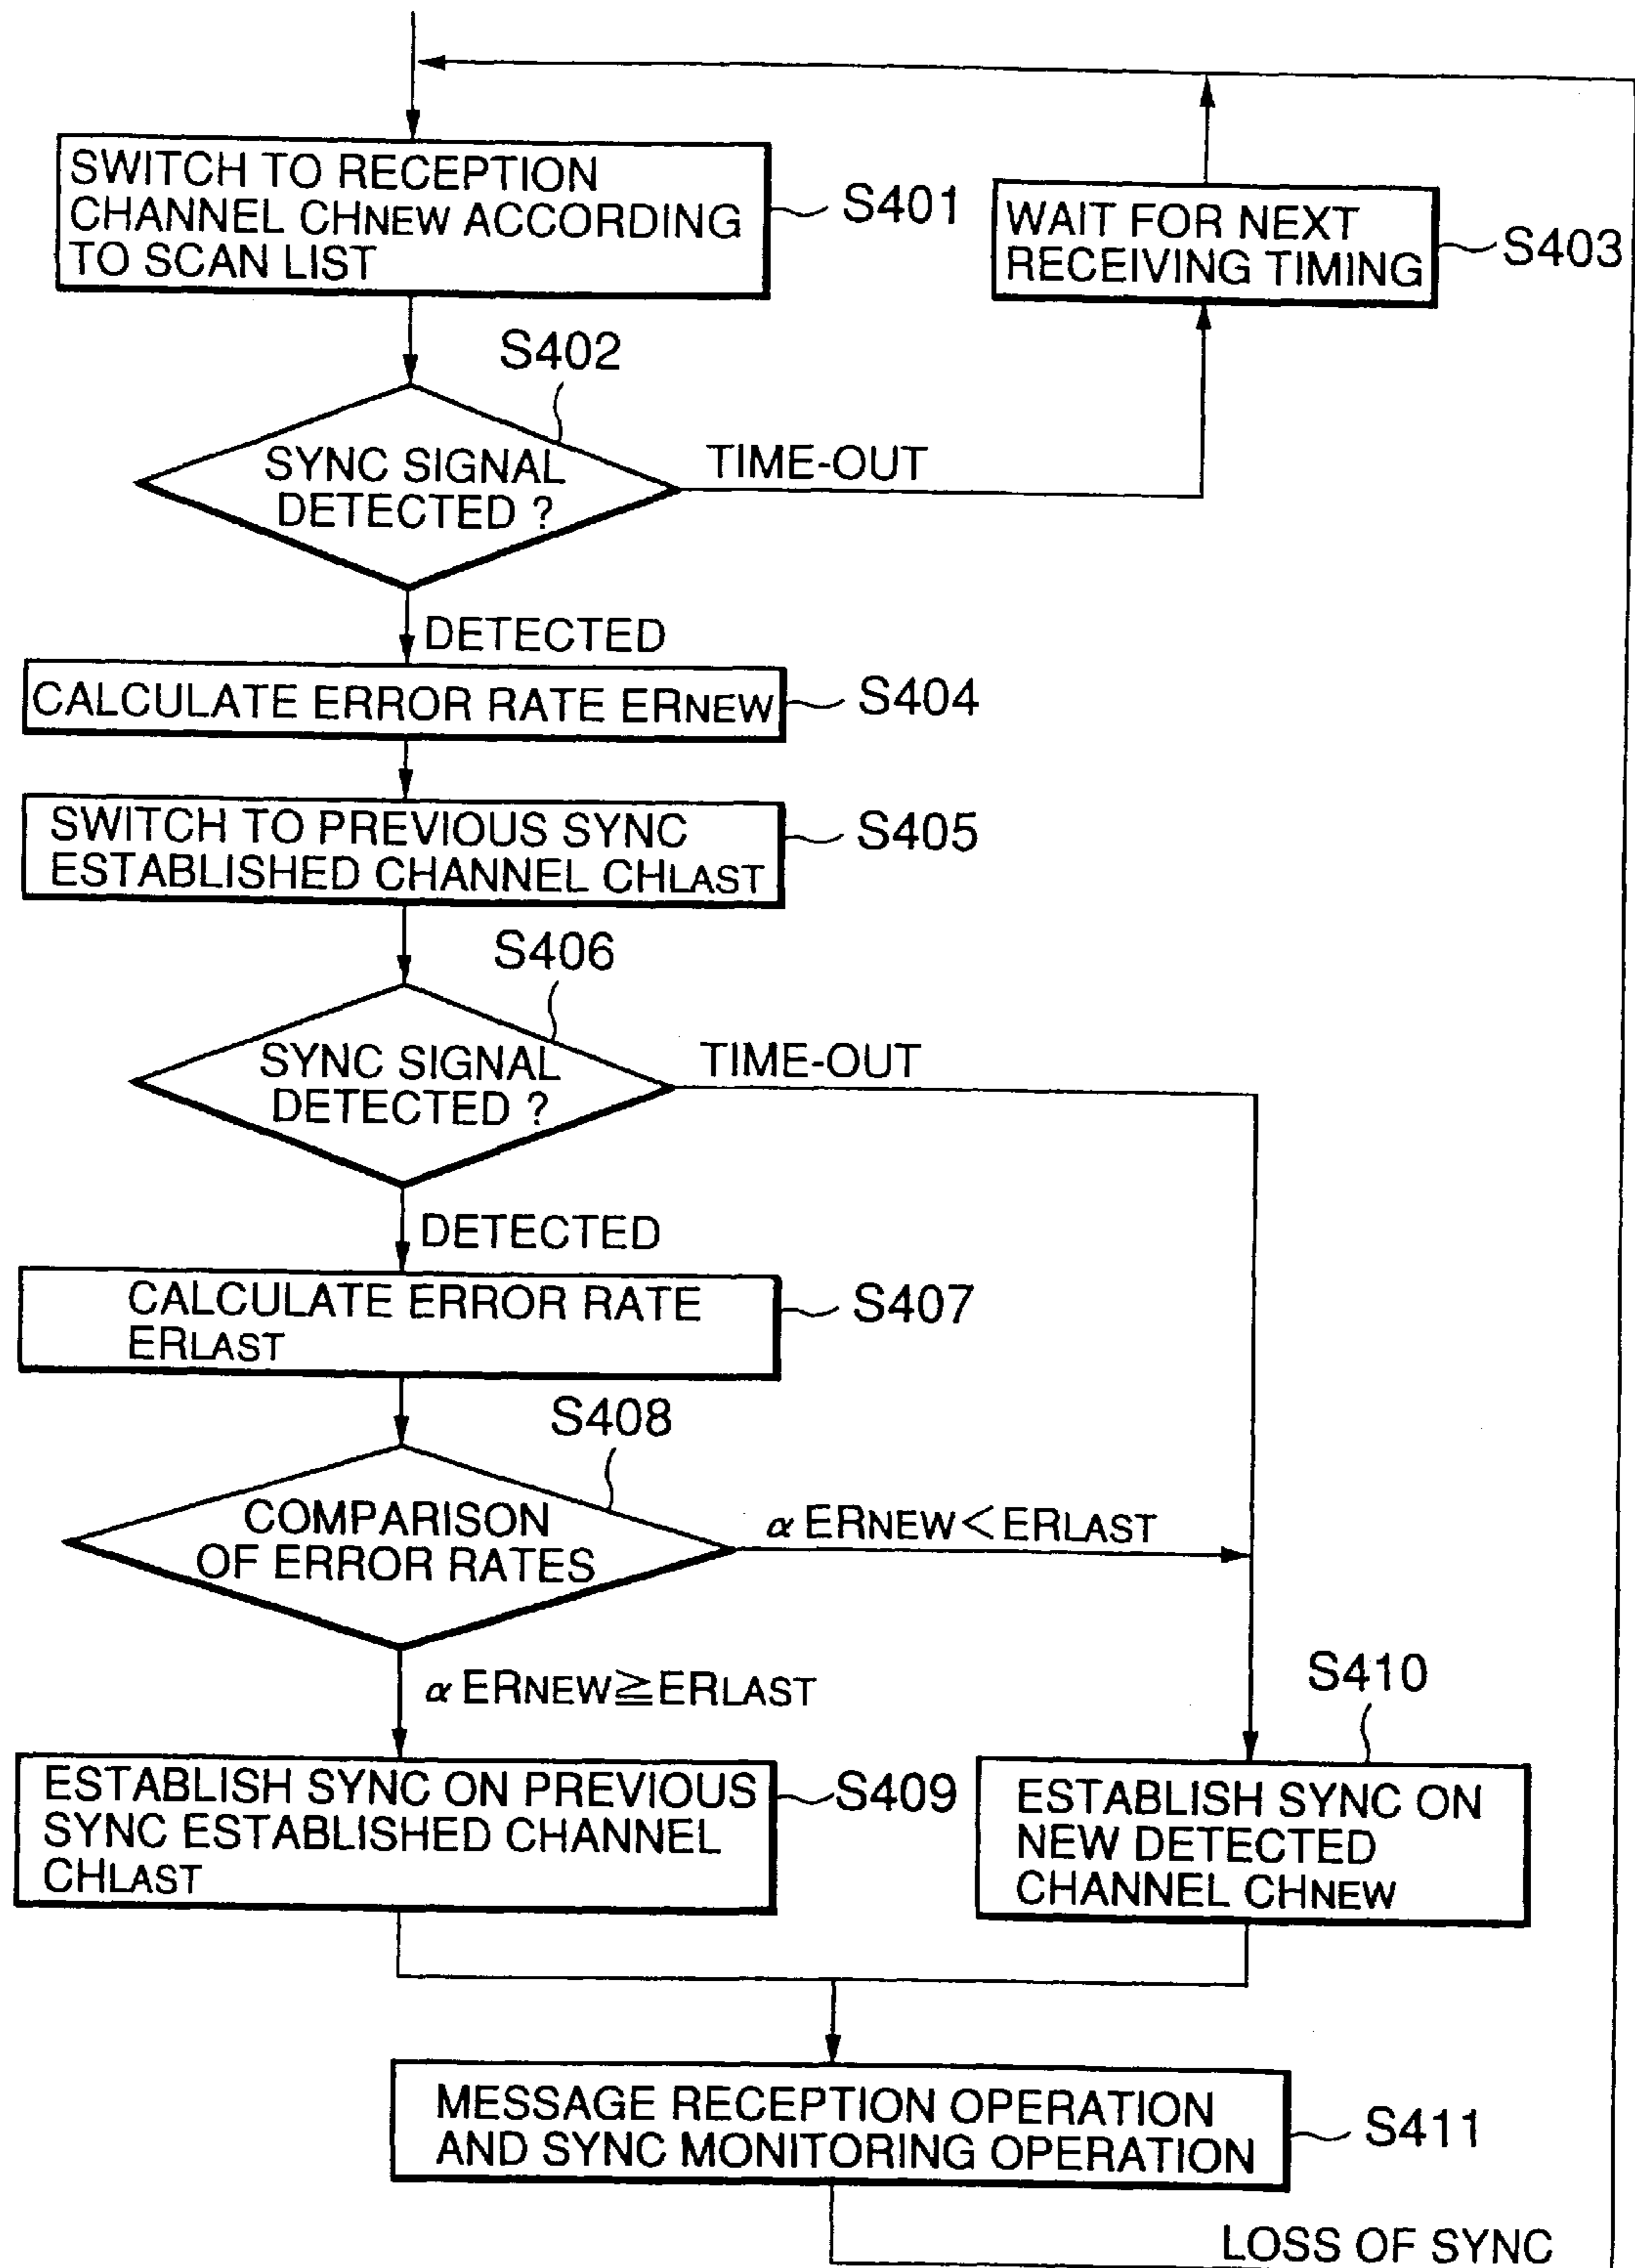 SWITCH TO RECEPTION
CHANNEL CHNEW ACCORDING
TO SCAN LIST
S401
WAIT FOR NEXT
RECEIVING TIMING
S403
S402
SYNC SIGNAL
DETECTED ?
TIME-OUT
DETECTED
CALCULATE ERROR RATE ERNEW
S404
SWITCH TO PREVIOUS SYNC
ESTABLISHED CHANNEL CHLAST
S405
S406
SYNC SIGNAL
DETECTED ?
TIME-OUT
DETECTED
CALCULATE ERROR RATE
ERLAST
S407
S408
COMPARISON
OF ERROR RATES
α ERNEW<ERLAST
α ERNEW≧ERLAST
S410
ESTABLISH SYNC ON PREVIOUS
SYNC ESTABLISHED CHANNEL
CHLAST
S409
ESTABLISH SYNC ON
NEW DETECTED
CHANNEL CHNEW
MESSAGE RECEPTION OPERATION
AND SYNC MONITORING OPERATION
S411
LOSS OF SYNC